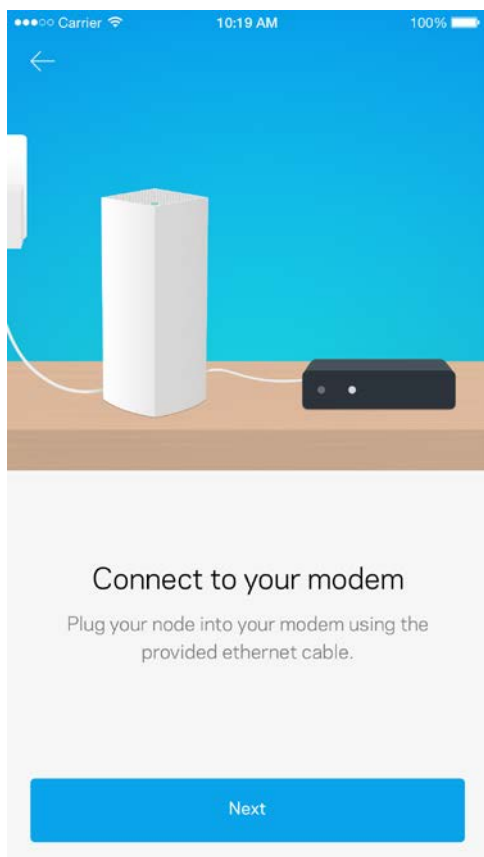 Carrier 10:19 AM 100%
Connect to your modem
Plug your node into your modem using the
provided ethernet cable.
Next